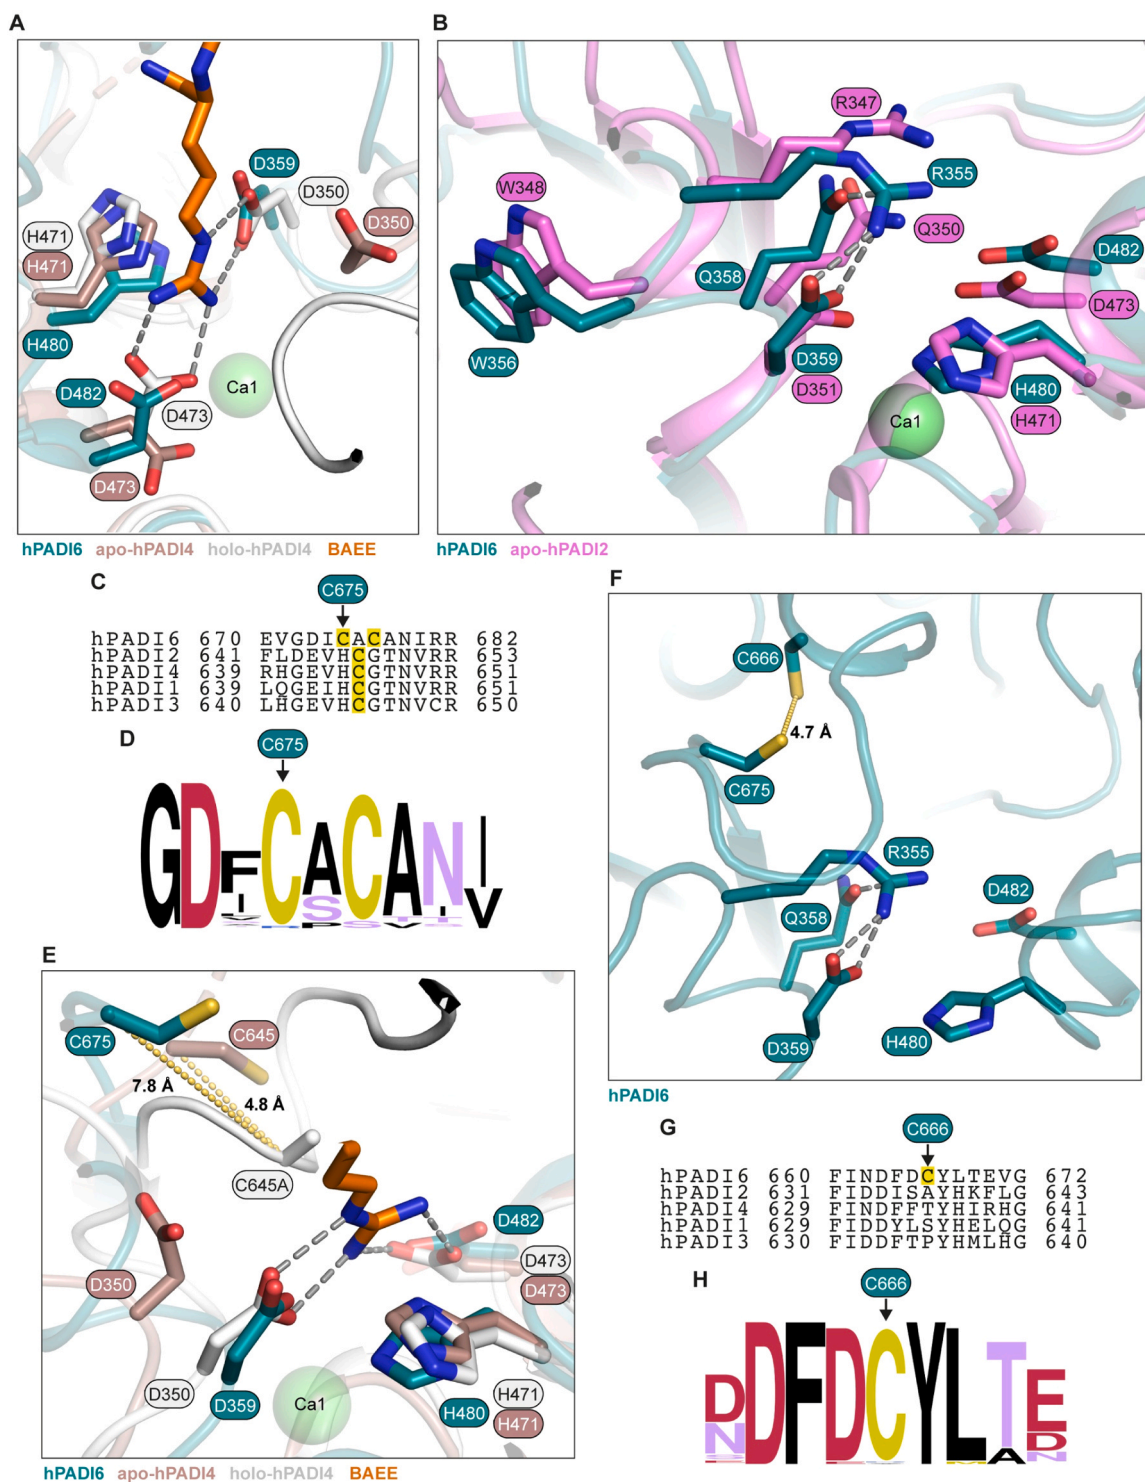 A
D359
D350
D350
H471
H471
H480
D482
Ca1
D473
D473
hPADI6 apo-hPADI4 holo-hPADI4 BAEE
B
R347
R355
W348
Q350
D482
Q358
D473
W356
D359
D351
H480
H471
Ca1
hPADI6 apo-hPADI2
C
C675
hPADI6 670 EVGDICACANIRR 682
hPADI2 641 FLDEVHCGTNVRR 653
hPADI4 639 RHGEVHCGTNVRR 651
hPADI1 639 LQGEIHCGTNVRR 651
hPADI3 640 LHGEVHCGTNVCR 650
D
C675
GDFCACANI
E
C675
C645
7.8 Å
4.8 Å
C645A
D482
D473
D473
D350
D350
D359
Ca1
H480
H471
H471
hPADI6 apo-hPADI4 holo-hPADI4 BAEE
F
C666
4.7 Å
C675
R355
D482
Q358
D359
H480
hPADI6
G
C666
hPADI6 660 FINDFDCYLTEVG 672
hPADI2 631 FIDDISAYHKFLG 643
hPADI4 629 FINDFTYHIRHG 641
hPADI1 629 FIDDYLSYHELQG 641
hPADI3 630 FIDDFTPYHMLHG 640
H
C666
DDFDCYLTE